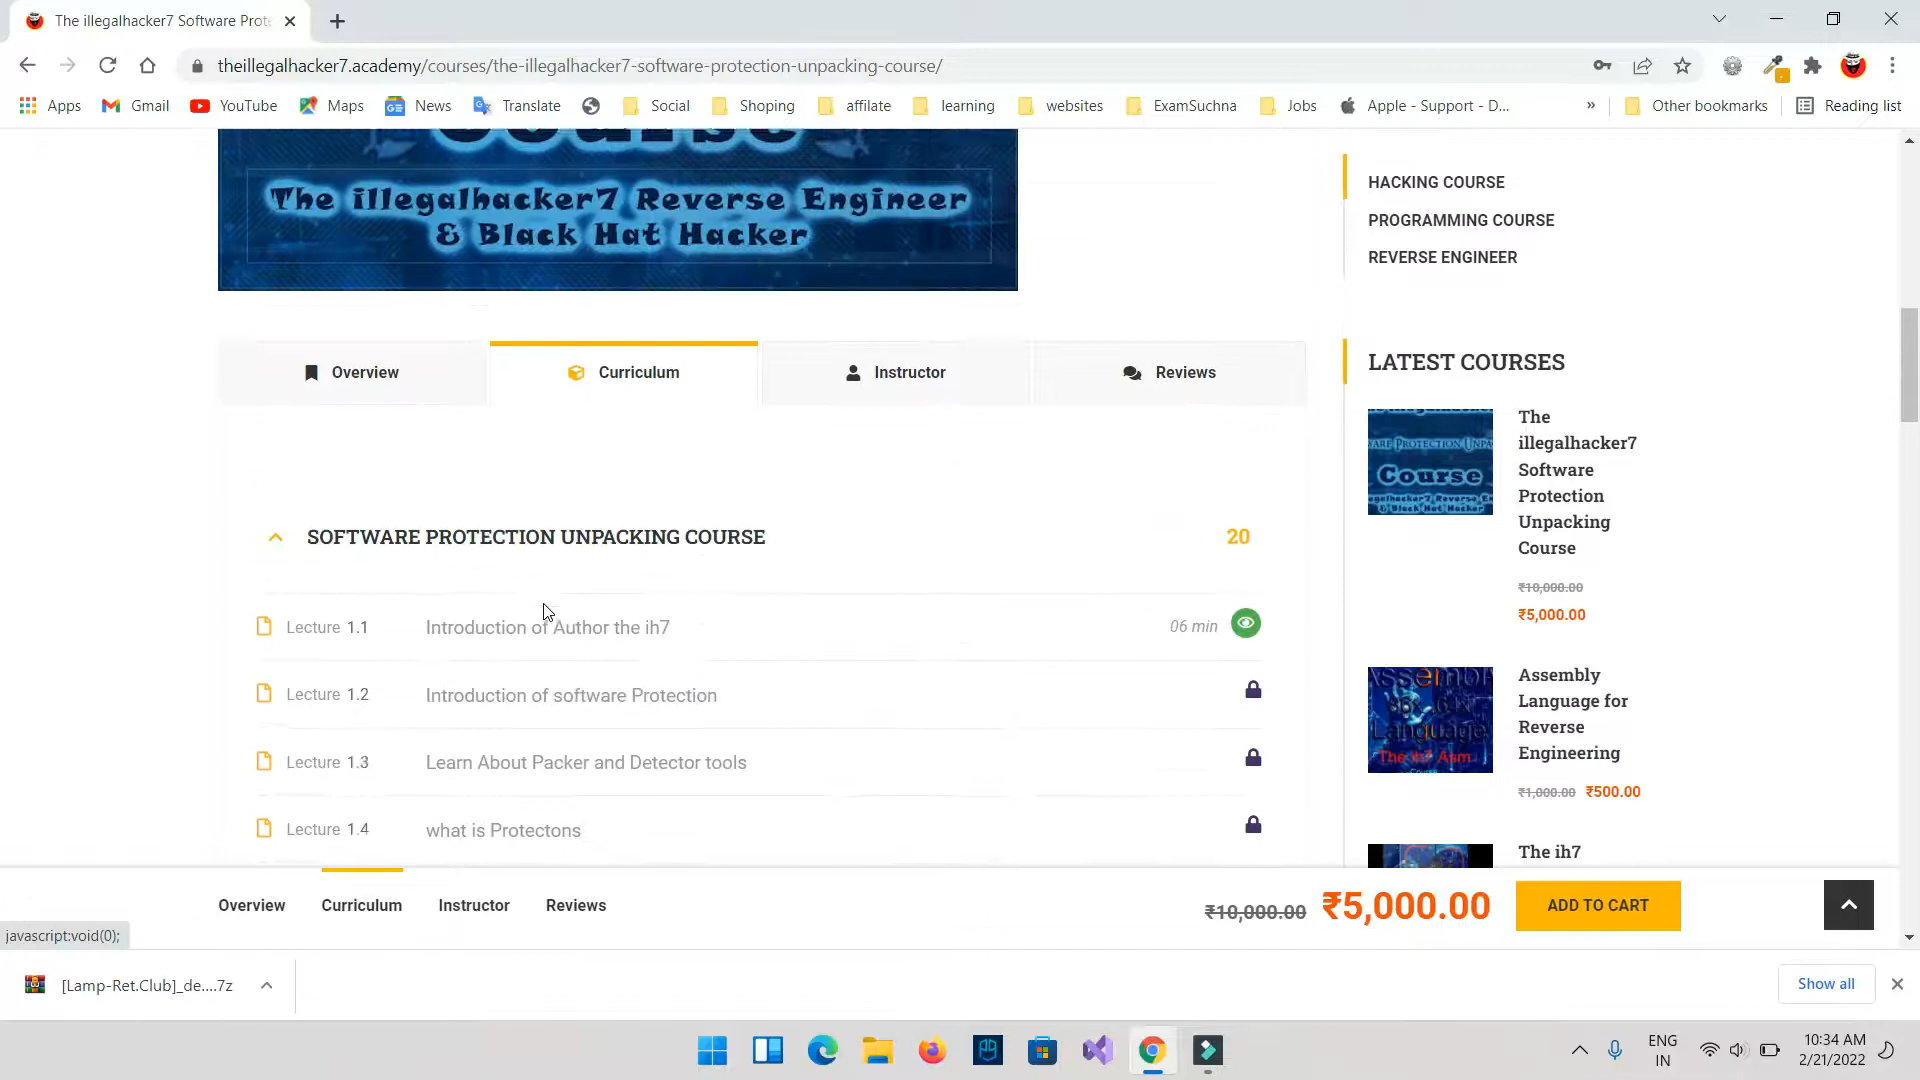 The illegalhacker7 Software Prot
theillegalhacker7.academy/courses/the-illegalhacker7-software-protection-unpacking-course/
Apps Gmail YouTube Maps News Translate Social Shoping affilate learning websites ExamSuchna Jobs Apple - Support - D... » Other bookmarks Reading list
Course
The illegalhacker7 Reverse Engineer
& Black Hat Hacker
HACKING COURSE
PROGRAMMING COURSE
REVERSE ENGINEER
Overview Curriculum Instructor Reviews
LATEST COURSES
SOFTWARE PROTECTION UNPACKING COURSE 20
Lecture 1.1 Introduction of Author the ih7 06 min
Lecture 1.2 Introduction of software Protection
Lecture 1.3 Learn About Packer and Detector tools
Lecture 1.4 what is Protectons
Course
The
illegalhacker7
Software
Protection
Unpacking
Course
₹10,000.00
₹5,000.00
Assembly
Language for
Reverse
Engineering
₹1,000.00 ₹500.00
Language
The ih7 Asm
The ih7
Overview Curriculum Instructor Reviews
₹10,000.00 ₹5,000.00 ADD TO CART
javascript:void(0);
[Lamp-Ret.Club]_de....7z
Show all
ENG
IN
10:34 AM
2/21/2022